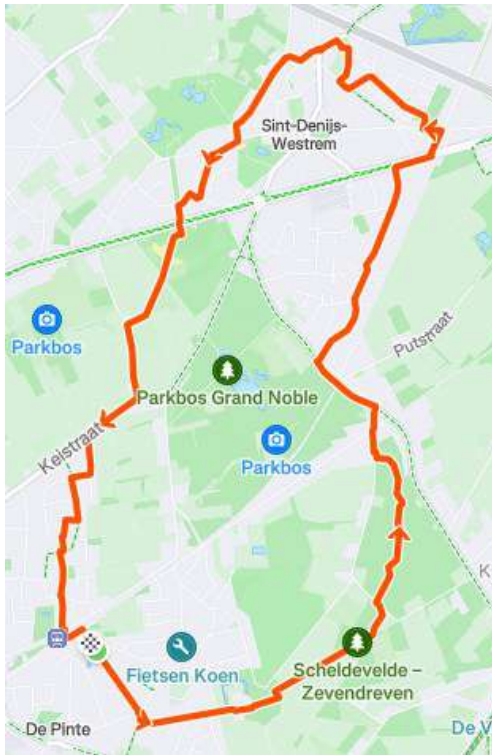 Sint-Denijs-
Westrem
Parkbos
Putstraat
Parkbos Grand Noble
Keistraat
Parkbos
Fietsen Koen
Scheldevelde –
Zevendreven
K
De Pinte
De V